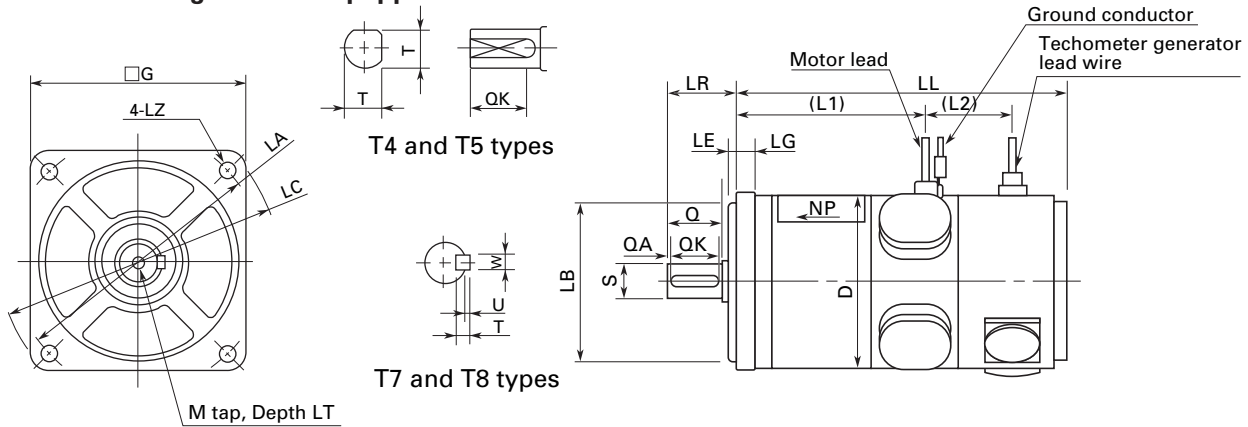 □G
4-LZ
LA
LC
M tap, Depth LT
T
T
QK
T4 and T5 types
W
U
T
T7 and T8 types
Ground conductor
Techometer generator
lead wire
Motor lead
LR
LL
(L1)
(L2)
LE
LG
NP
Q
QA
QK
LB
S
D